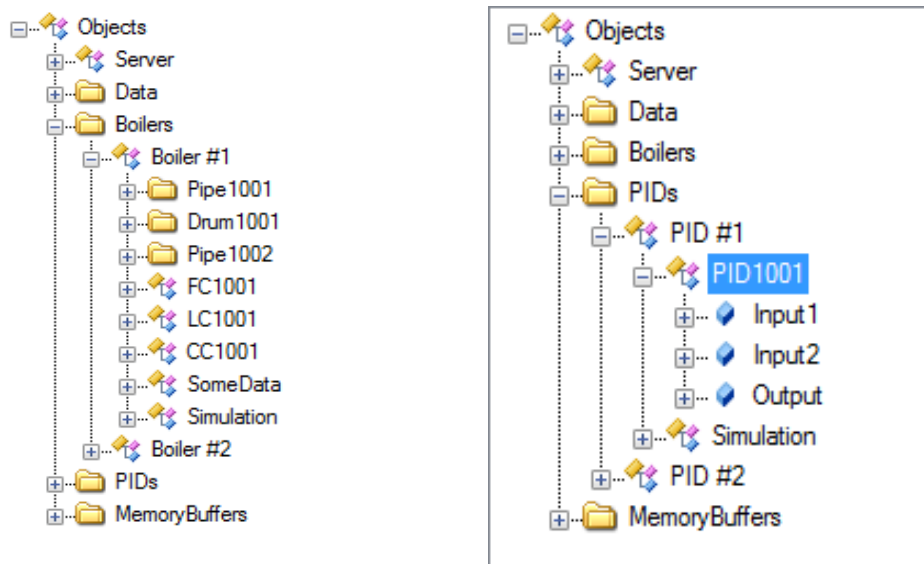 Objects
Server
Data
Boilers
Boiler #1
Pipe1001
Drum1001
Pipe1002
FC1001
LC1001
CC1001
SomeData
Simulation
Boiler #2
PIDs
MemoryBuffers
Objects
Server
Data
Boilers
PIDs
PID #1
PID1001
Input1
Input2
Output
Simulation
PID #2
MemoryBuffers